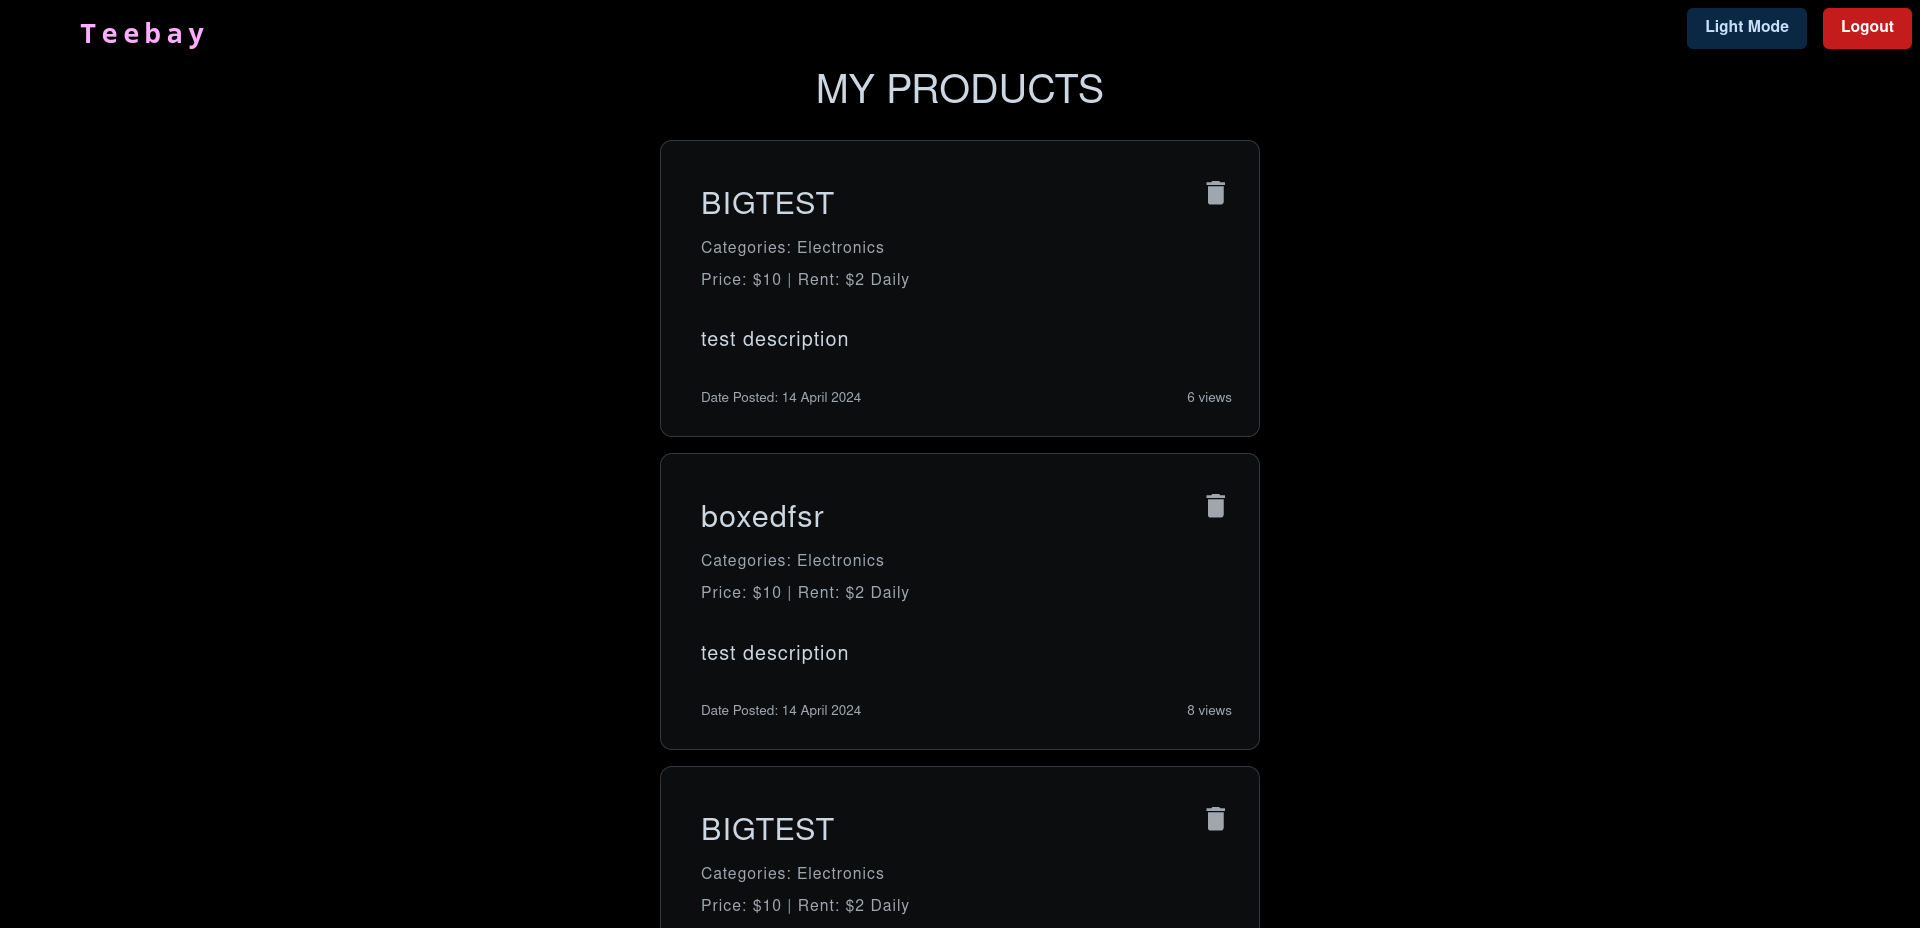 Teebay
Light Mode
Logout
MY PRODUCTS
BIGTEST
Categories: Electronics
Price: $10 | Rent: $2 Daily
test description
Date Posted: 14 April 2024
6 views
boxedfsr
Categories: Electronics
Price: $10 | Rent: $2 Daily
test description
Date Posted: 14 April 2024
8 views
BIGTEST
Categories: Electronics
Price: $10 | Rent: $2 Daily